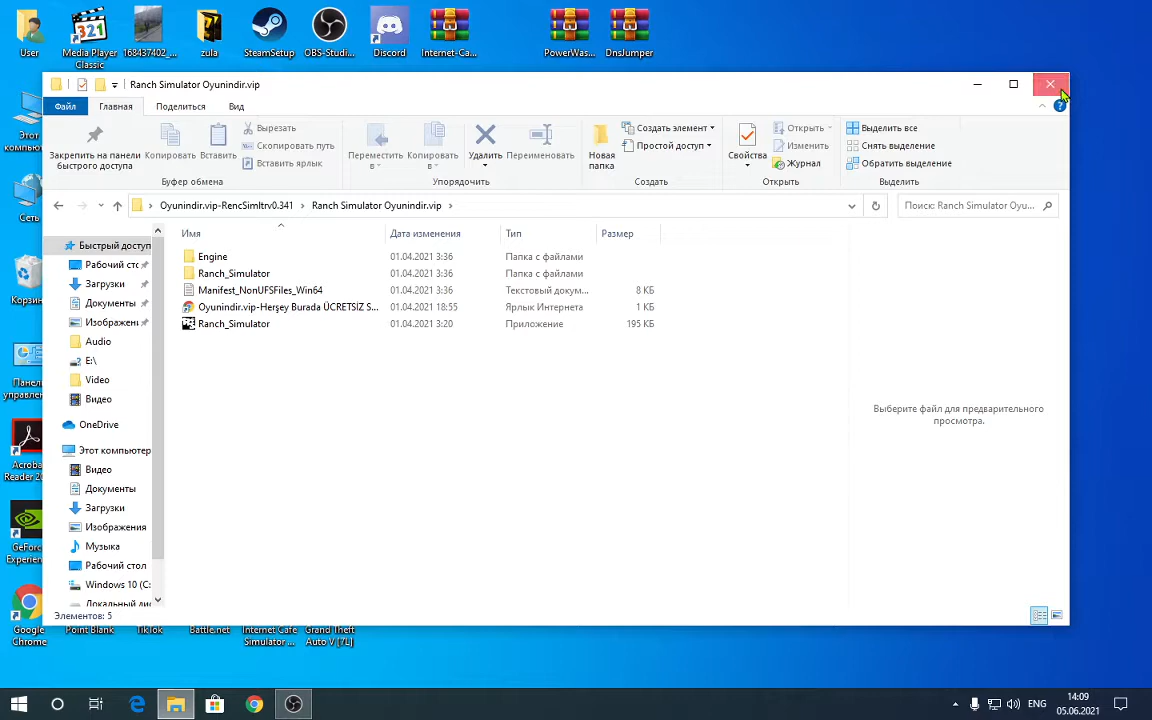 User
Media Player
Classic
168437402_...
zula
SteamSetup
OBS-Studi...
Discord
Internet-Ca...
PowerWas...
DnsJumper
Ranch Simulator Oyunindir.vip
Файл
Главная
Поделиться
Вид
Закрепить на панели
быстрого доступа
Копировать
Вставить
Вырезать
Скопировать путь
Вставить ярлык
Буфер обмена
Переместить
в
Копировать
в
Удалить
Переименовать
Упорядочить
Новая
папка
Создать элемент
Простой доступ
Создать
Свойства
Открыть
Изменить
Журнал
Открыть
Выделить все
Снять выделение
Обратить выделение
Выделить
Oyunindir.vip-RencSimltrv0.341
Ranch Simulator Oyunindir.vip
Поиск: Ranch Simulator Oyu...
Имя
Дата изменения
Тип
Размер
Engine
01.04.2021 3:36
Папка с файлами
Ranch_Simulator
01.04.2021 3:36
Папка с файлами
Manifest_NonUFSFiles_Win64
01.04.2021 3:36
Текстовый докум...
8 КБ
Oyunindir.vip-Herşey Burada ÜCRETSİZ S...
01.04.2021 18:55
Ярлык Интернета
1 КБ
Ranch_Simulator
01.04.2021 3:20
Приложение
195 КБ
Быстрый доступ
Рабочий сто
Загрузки
Документы
Изображени
Audio
E:\
Video
Видео
OneDrive
Этот компьютер
Видео
Документы
Загрузки
Изображения
Музыка
Рабочий стол
Windows 10 (C:
Локальный дис
Выберите файл для предварительного
просмотра.
Элементов: 5
Этот
компью
Сеть
Корзин
Панел
управлен
Acroba
Reader 20
GeFor
Experien
Google
Chrome
Point Blank
TikTok
Battle.net
Internet Cafe
Simulator ...
Grand Theft
Auto V [7L]
ENG
14:09
05.06.2021